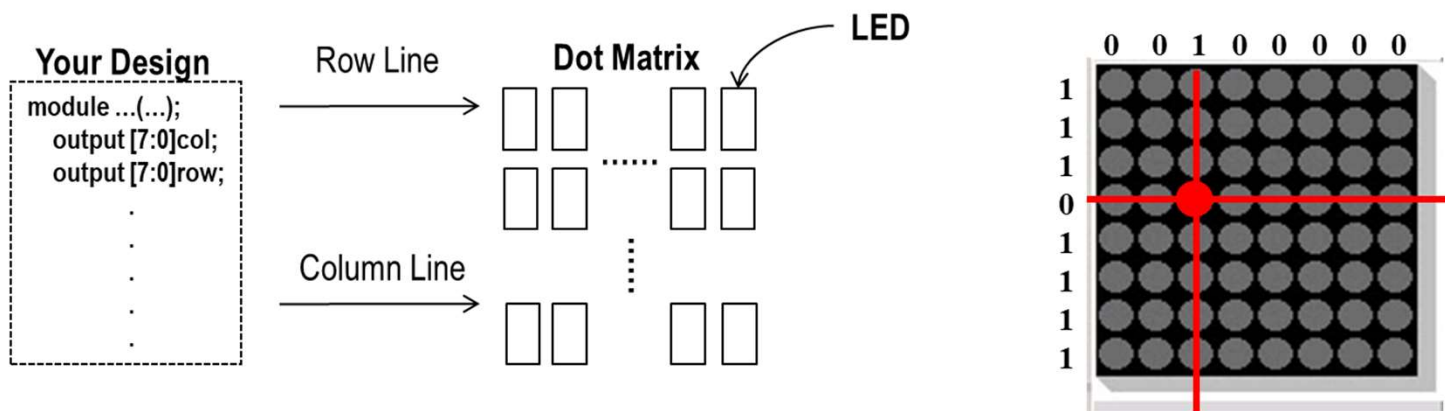 Your Design
module ...(...);
output [7:0]col;
output [7:0]row;
.
.
.
.
.
Row Line
Column Line
Dot Matrix
......
LED
0 0 1 0 0 0 0 0
1
1
1
0
1
1
1
1